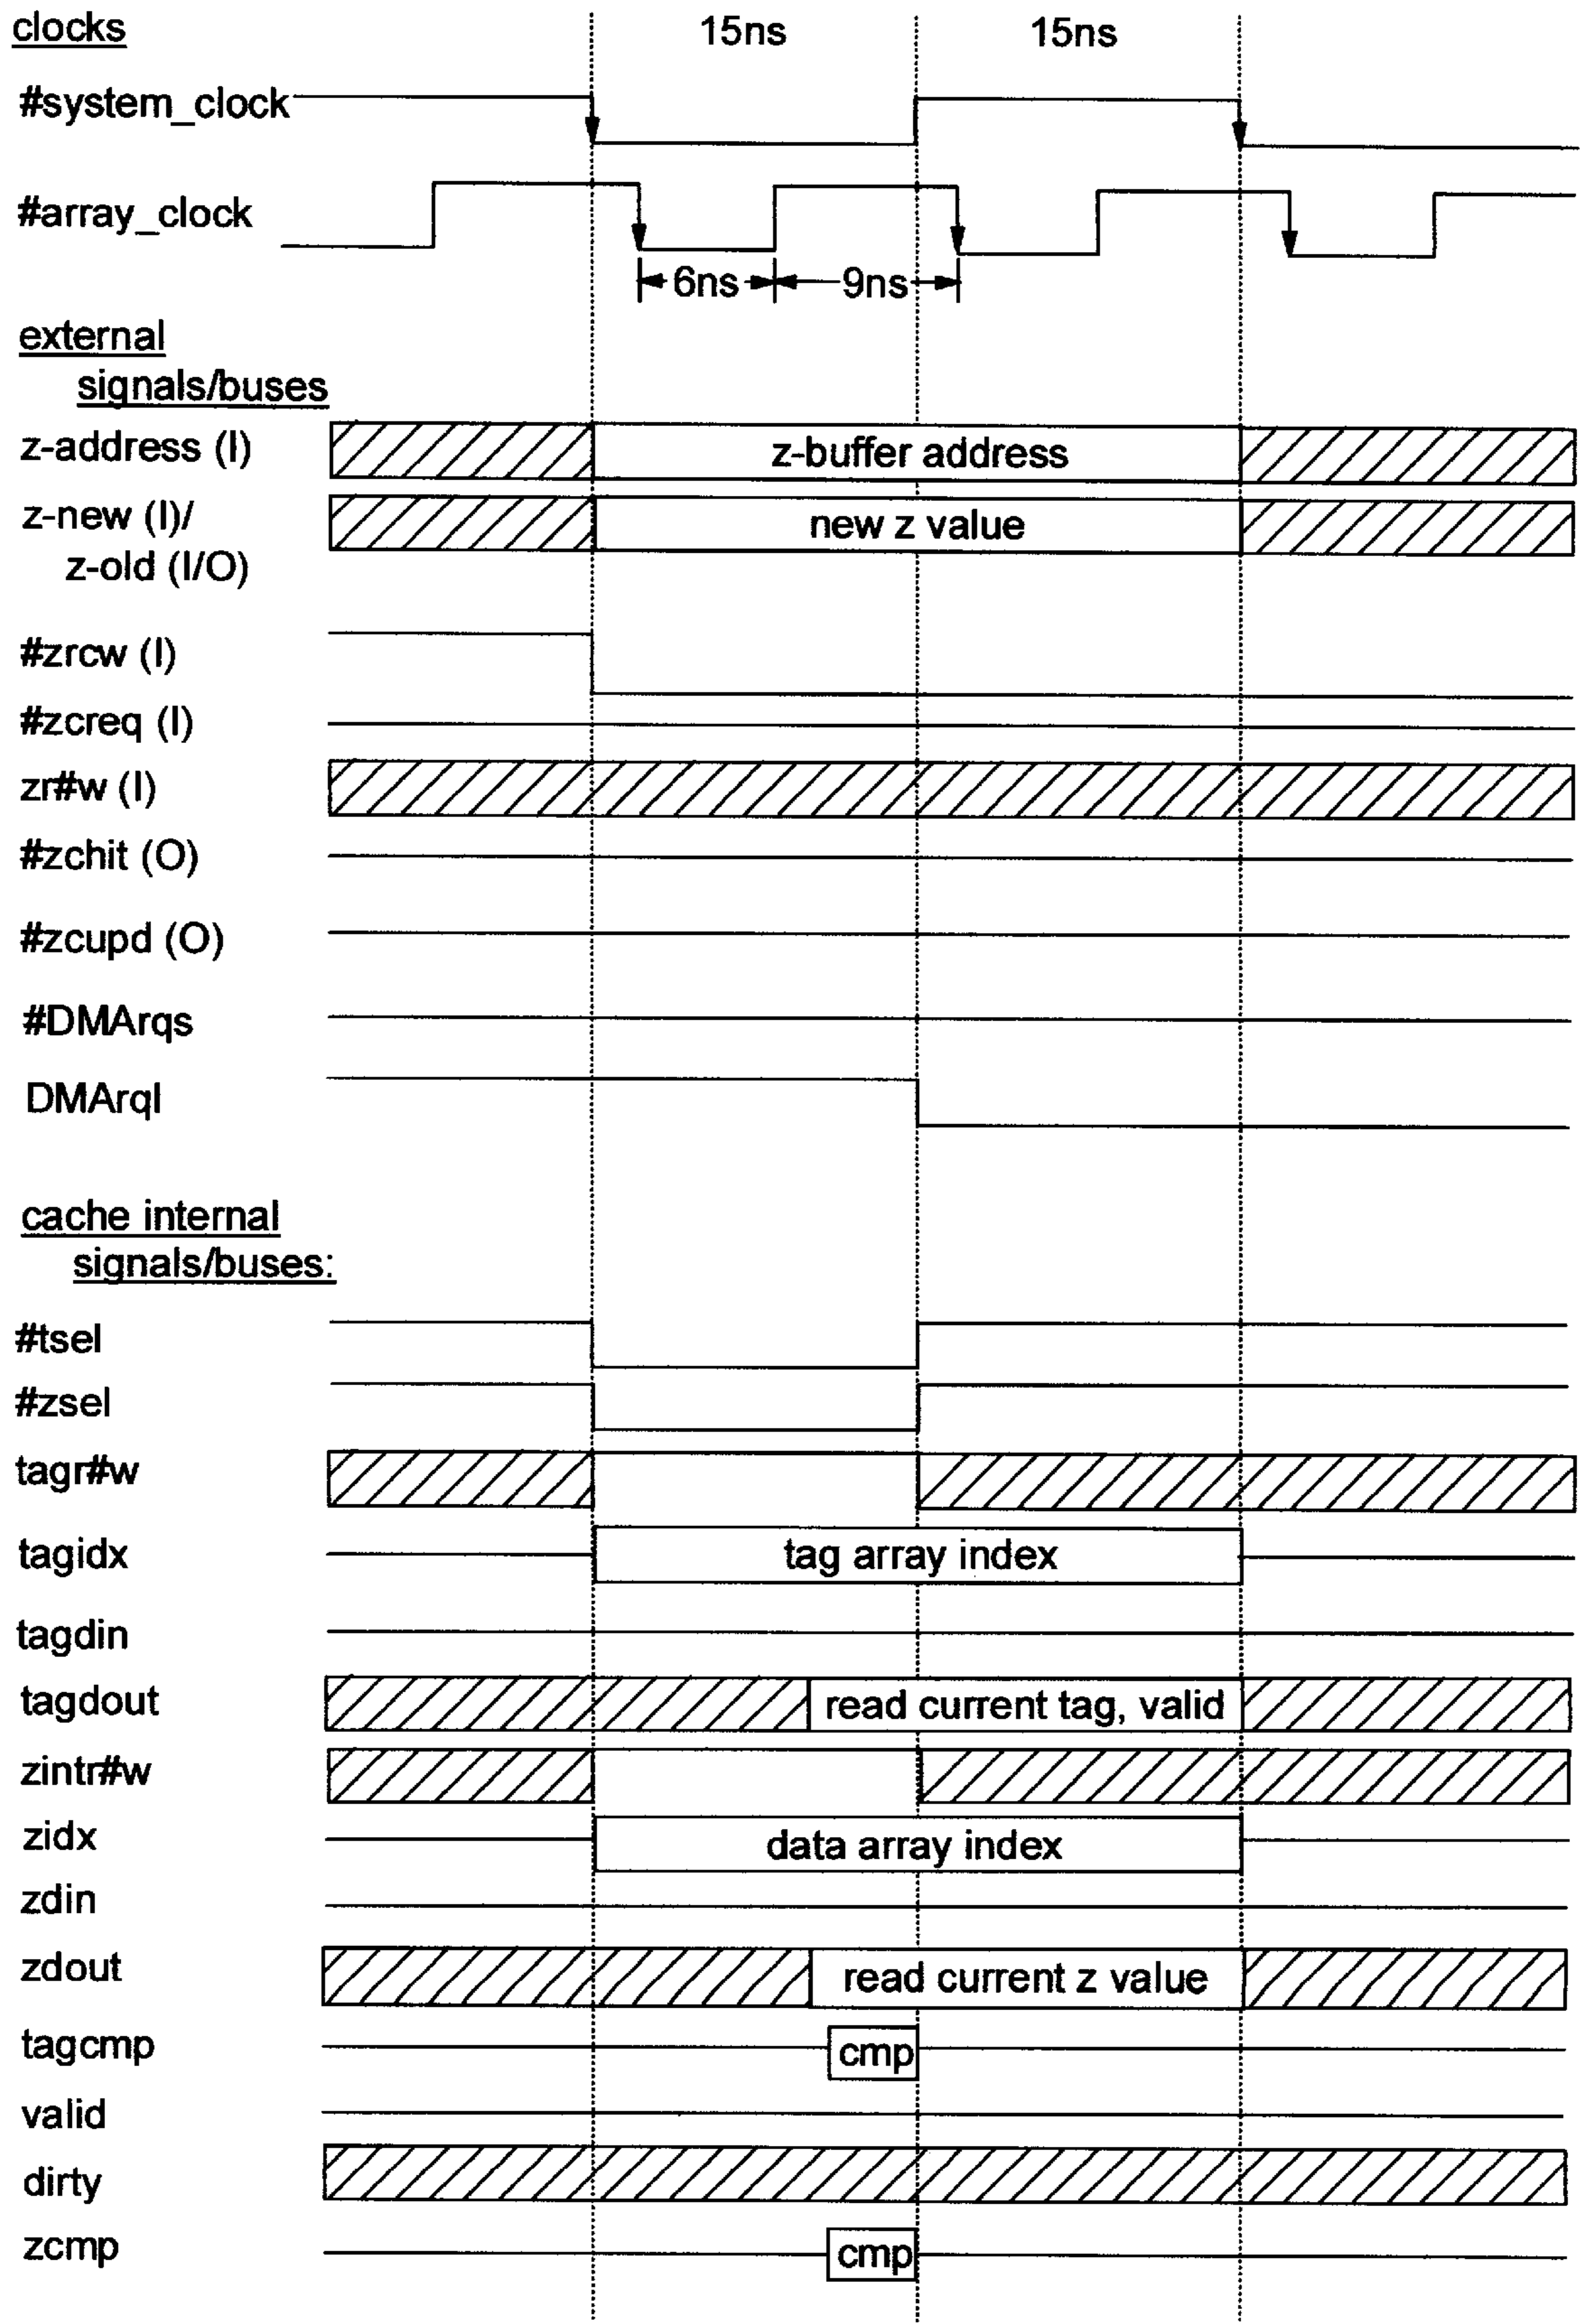 clocks
15ns 15ns
#system_clock
#array_clock
6ns 9ns
external
signals/buses
z-address (I) z-buffer address
z-new (I)/ new z value
z-old (I/O)
#zrcw (I)
#zcreq (I)
zr#w (I)
#zchit (O)
#zcupd (O)
#DMArqs
DMArql
cache internal
signals/buses:
#tsel
#zsel
tagr#w
tagidx tag array index
tagdin
tagdout read current tag, valid
zintr#w
zidx data array index
zdin
zdout read current z value
tagcmp cmp
valid
dirty
zcmp cmp